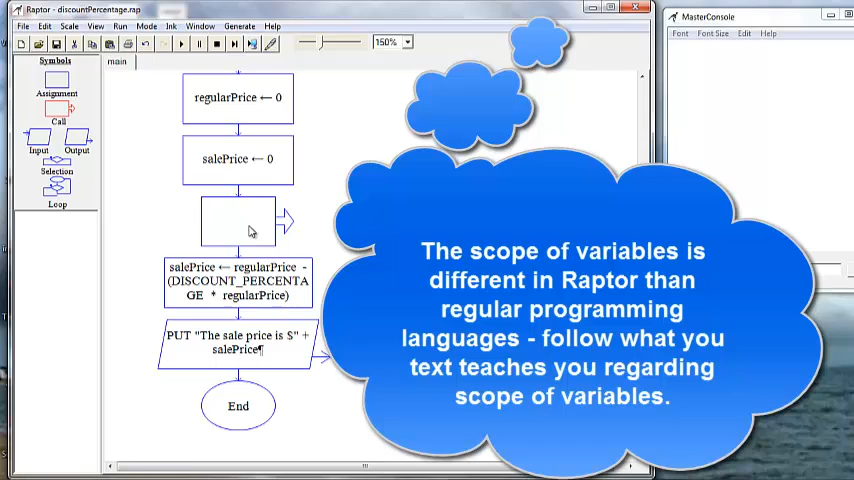 Raptor - discountPercentage.rap
File Edit Scale View Run Mode Ink Window Generate Help
150%
Symbols
main
Assignment
Call
Input Output
Selection
Loop
regularPrice ← 0
salePrice ← 0
salePrice ← regularPrice -
(DISCOUNT_PERCENTA
GE * regularPrice)
PUT "The sale price is $" +
salePrice¶
End
MasterConsole
Font Font Size Edit Help
The scope of variables is
different in Raptor than
regular programming
languages - follow what you
text teaches you regarding
scope of variables.